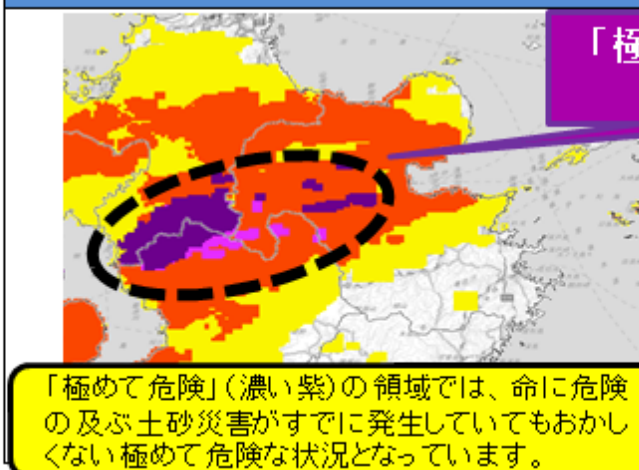 「極
「極めて危険」(濃い紫)の領域では、命に危険
の及ぶ土砂災害がすでに発生していてもおかし
くない極めて危険な状況となっています。